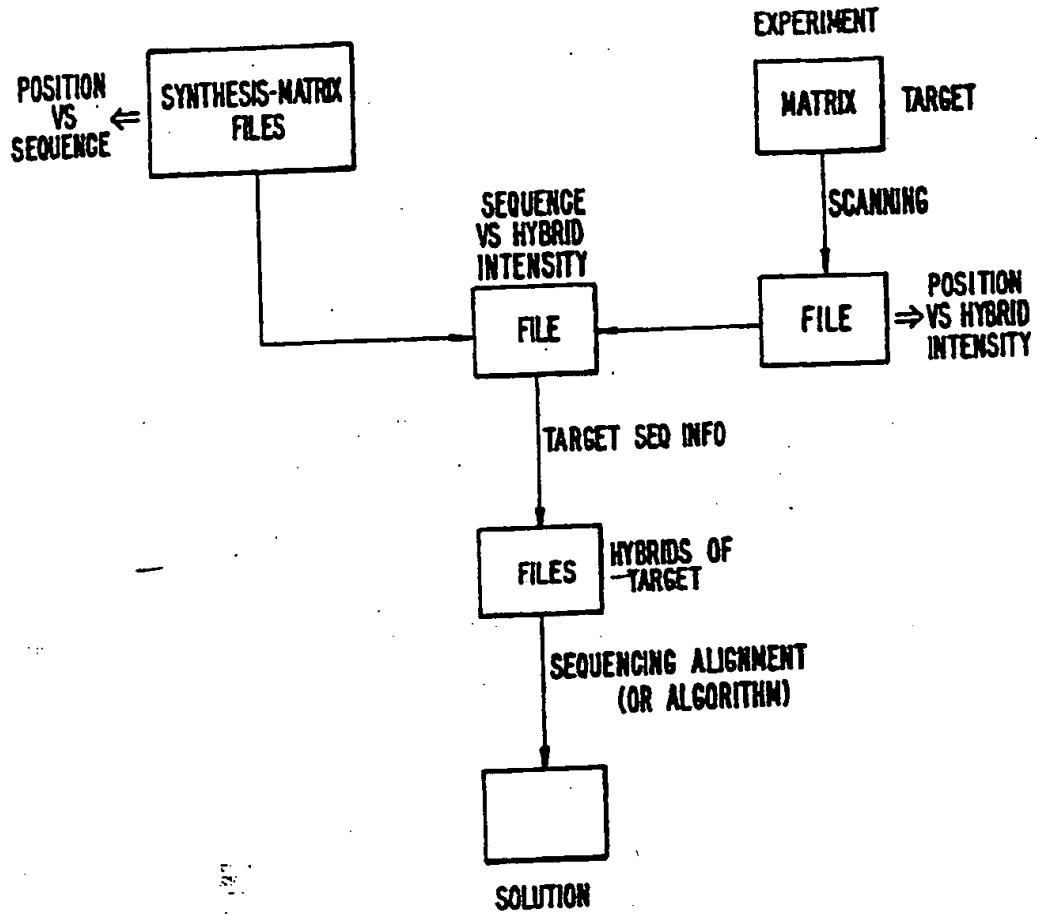 EXPERIMENT
POSITION
VS
SEQUENCE
SYNTHESIS-MATRIX
FILES
MATRIX
TARGET
SCANNING
SEQUENCE
VS HYBRID
INTENSITY
FILE
FILE
POSITION
VS HYBRID
INTENSITY
TARGET SEQ INFO
FILES
HYBRIDS OF
TARGET
SEQUENCING ALIGNMENT
(OR ALGORITHM)
SOLUTION